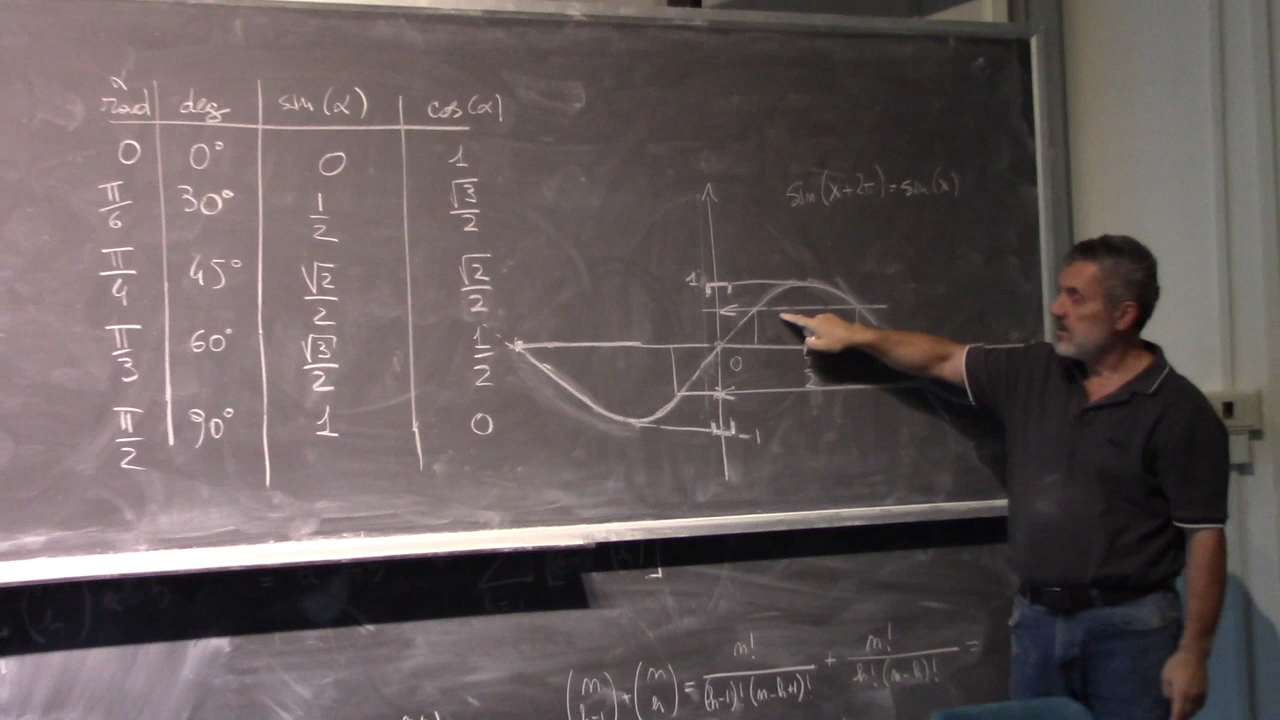 α
rad deg sin(α) cos(α)
0 0° 0 1
π/6 30° 1/2 √3/2
π/4 45° √2/2 √2/2
π/3 60° √3/2 1/2
π/2 90° 1 0
sin(x+2π)=sin(x)
1
0
2
-1
(n h-1)+(n h)= n!/(h-1)!(n-h+1)! + n!/h!(n-h)! =